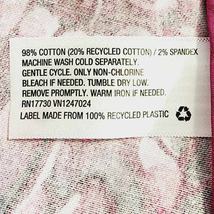 98% COTTON (20% RECYCLED COTTON) / 2% SPANDEX
MACHINE WASH COLD SEPARATELY.
GENTLE CYCLE. ONLY NON-CHLORINE
BLEACH IF NEEDED. TUMBLE DRY LOW.
REMOVE PROMPTLY. WARM IRON IF NEEDED.
RN17730 VN1247024
LABEL MADE FROM 100% RECYCLED PLASTIC